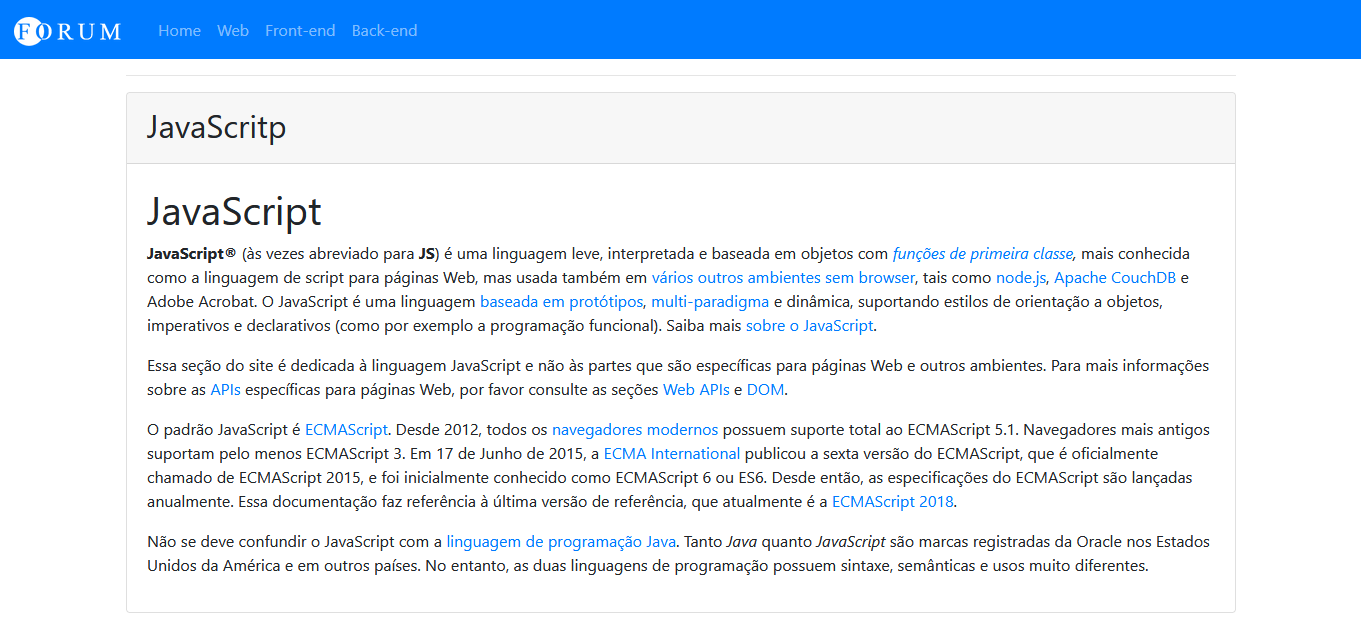 FORUM Home Web Front-end Back-end
JavaScritp
JavaScript
JavaScript® (às vezes abreviado para JS) é uma linguagem leve, interpretada e baseada em objetos com funções de primeira classe, mais conhecida
como a linguagem de script para páginas Web, mas usada também em vários outros ambientes sem browser, tais como node.js, Apache CouchDB e
Adobe Acrobat. O JavaScript é uma linguagem baseada em protótipos, multi-paradigma e dinâmica, suportando estilos de orientação a objetos,
imperativos e declarativos (como por exemplo a programação funcional). Saiba mais sobre o JavaScript.
Essa seção do site é dedicada à linguagem JavaScript e não às partes que são específicas para páginas Web e outros ambientes. Para mais informações
sobre as APIs específicas para páginas Web, por favor consulte as seções Web APIs e DOM.
O padrão JavaScript é ECMAScript. Desde 2012, todos os navegadores modernos possuem suporte total ao ECMAScript 5.1. Navegadores mais antigos
suportam pelo menos ECMAScript 3. Em 17 de Junho de 2015, a ECMA International publicou a sexta versão do ECMAScript, que é oficialmente
chamado de ECMAScript 2015, e foi inicialmente conhecido como ECMAScript 6 ou ES6. Desde então, as especificações do ECMAScript são lançadas
anualmente. Essa documentação faz referência à última versão de referência, que atualmente é a ECMAScript 2018.
Não se deve confundir o JavaScript com a linguagem de programação Java. Tanto Java quanto JavaScript são marcas registradas da Oracle nos Estados
Unidos da América e em outros países. No entanto, as duas linguagens de programação possuem sintaxe, semânticas e usos muito diferentes.